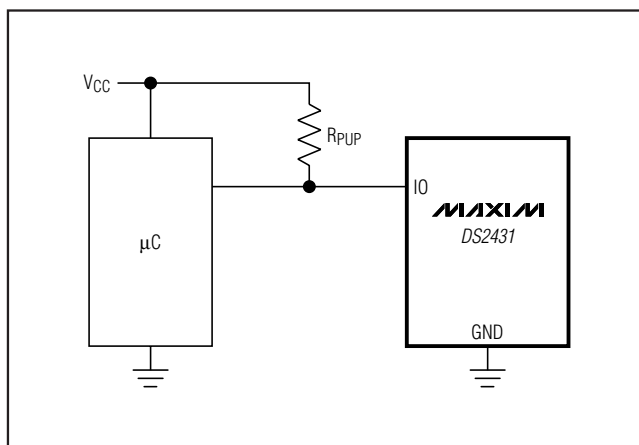 VCC
RPUP
IO
MAXIM
DS2431
μC
GND